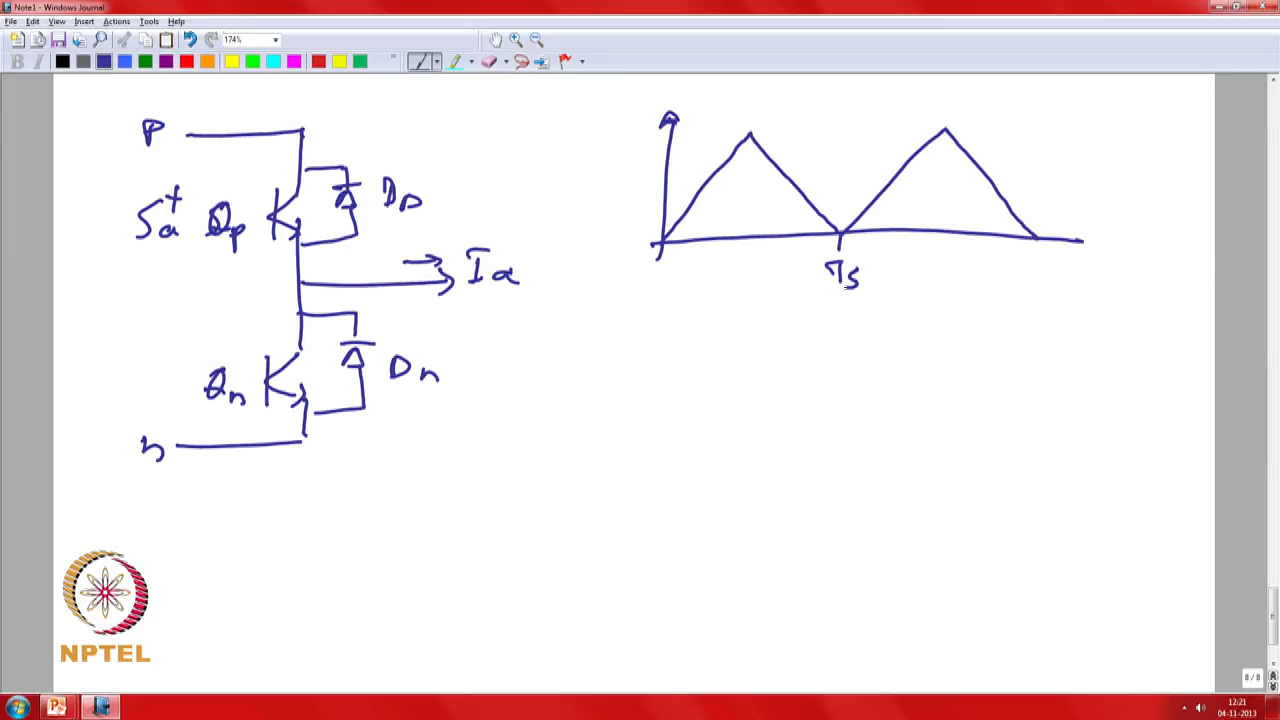 Note1 - Windows Journal
File Edit View Insert Actions Tools Help
174%
P
Sa+ Qp Dp
Ia
Qn Dn
n
Ts
NPTEL
8 / 8
12:21
04-11-2013